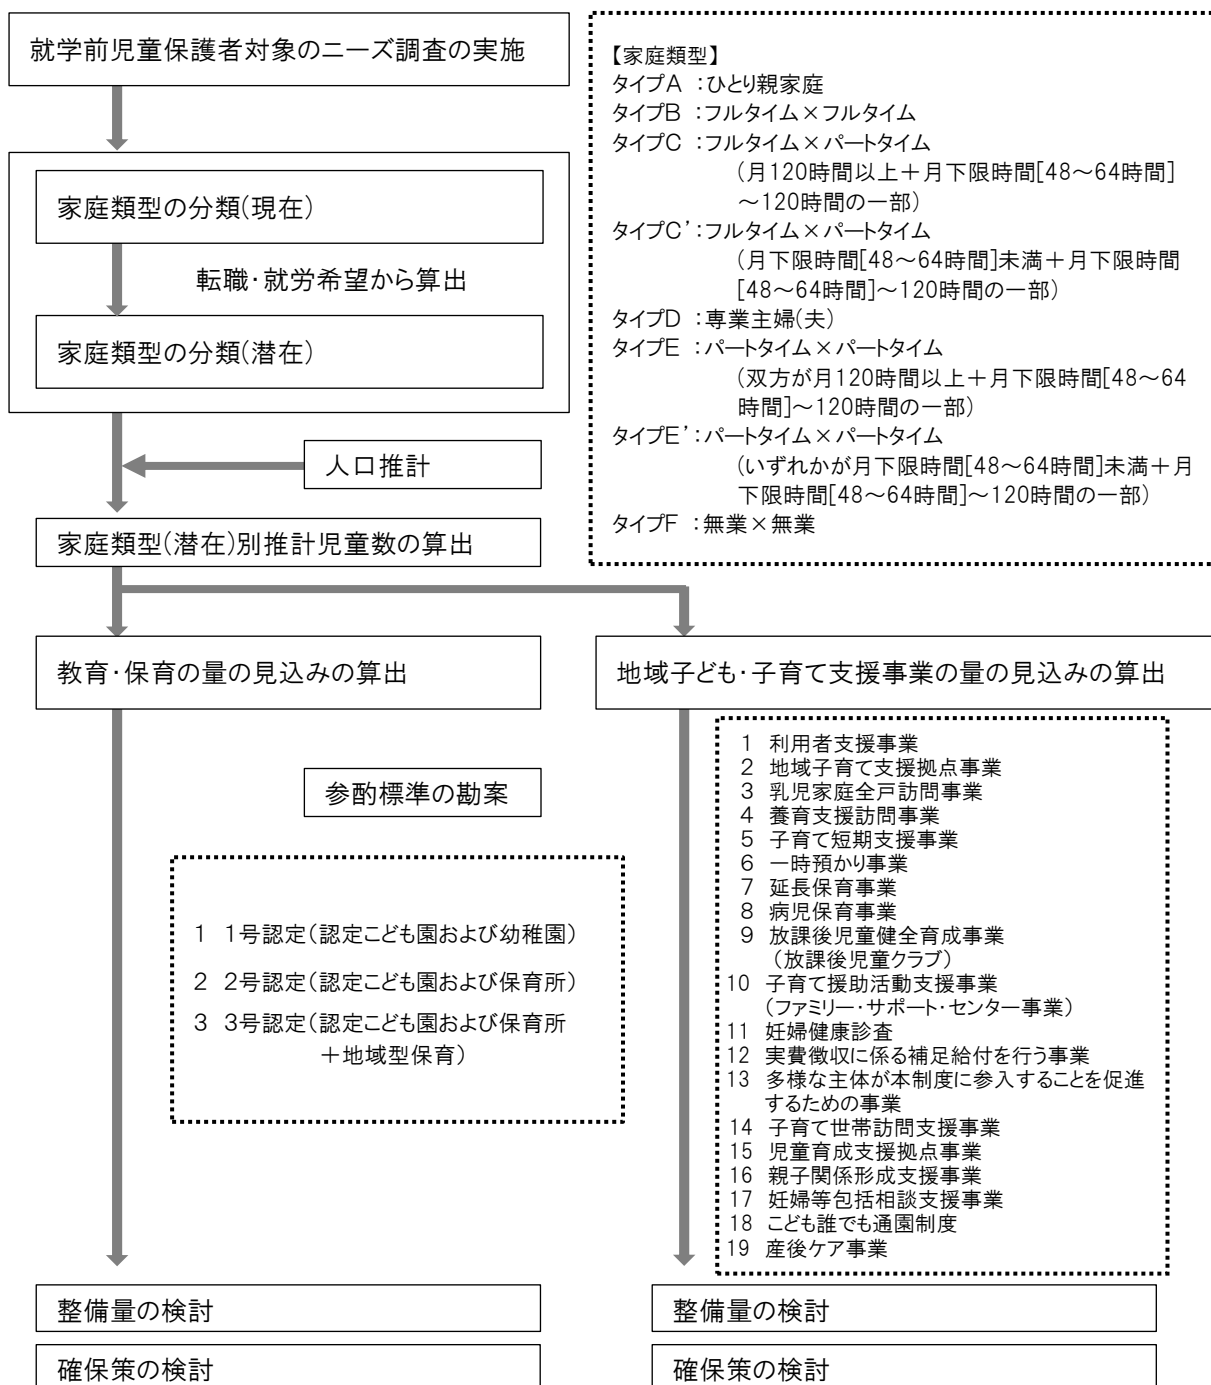 就学前児童保護者対象のニーズ調査の実施
家庭類型の分類(現在)
転職・就労希望から算出
家庭類型の分類(潜在)
人口推計
家庭類型(潜在)別推計児童数の算出
【家庭類型】
タイプA ：ひとり親家庭
タイプB ：フルタイム×フルタイム
タイプC ：フルタイム×パートタイム
(月120時間以上＋月下限時間[48～64時間]
～120時間の一部)
タイプC’：フルタイム×パートタイム
(月下限時間[48～64時間]未満＋月下限時間
[48～64時間]～120時間の一部)
タイプD ：専業主婦(夫)
タイプE ：パートタイム×パートタイム
(双方が月120時間以上＋月下限時間[48～64
時間]～120時間の一部)
タイプE’：パートタイム×パートタイム
(いずれかが月下限時間[48～64時間]未満＋月
下限時間[48～64時間]～120時間の一部)
タイプF ：無業×無業
教育・保育の量の見込みの算出
参酌標準の勘案
1 1号認定(認定こども園および幼稚園)
2 2号認定(認定こども園および保育所)
3 3号認定(認定こども園および保育所
＋地域型保育)
整備量の検討
確保策の検討
地域子ども・子育て支援事業の量の見込みの算出
1 利用者支援事業
2 地域子育て支援拠点事業
3 乳児家庭全戸訪問事業
4 養育支援訪問事業
5 子育て短期支援事業
6 一時預かり事業
7 延長保育事業
8 病児保育事業
9 放課後児童健全育成事業
(放課後児童クラブ)
10 子育て援助活動支援事業
(ファミリー・サポート・センター事業)
11 妊婦健康診査
12 実費徴収に係る補足給付を行う事業
13 多様な主体が本制度に参入することを促進
するための事業
14 子育て世帯訪問支援事業
15 児童育成支援拠点事業
16 親子関係形成支援事業
17 妊婦等包括相談支援事業
18 こども誰でも通園制度
19 産後ケア事業
整備量の検討
確保策の検討